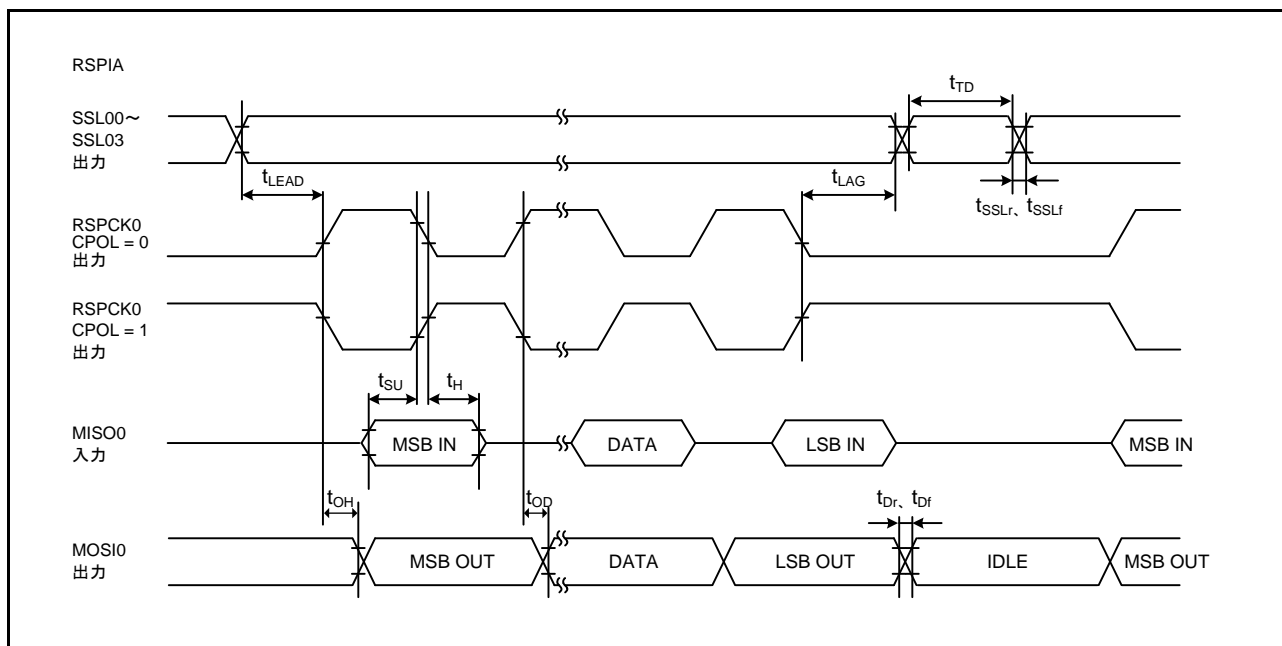 RSPIA
SSL00～
SSL03
出力
tTD
tLEAD
tLAG
tSSLr、tSSLf
RSPCK0
CPOL = 0
出力
RSPCK0
CPOL = 1
出力
tSU
tH
MISO0
入力
MSB IN
DATA
LSB IN
MSB IN
tOH
tOD
tDr、tDf
MOSI0
出力
MSB OUT
DATA
LSB OUT
IDLE
MSB OUT